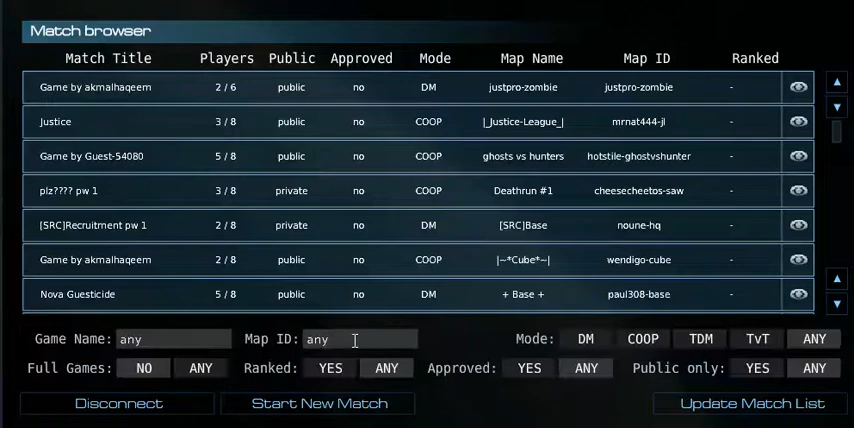 Match browser
Match Title Players Public Approved Mode Map Name Map ID Ranked
Game by akmalhaqeem 2 / 6 public no DM justpro-zombie justpro-zombie -
Justice 3 / 8 public no COOP |_Justice-League_| mrnat444-jl -
Game by Guest-54080 5 / 8 public no COOP ghosts vs hunters hotstile-ghostvshunter -
plz???? pw 1 3 / 8 private no COOP Deathrun #1 cheesecheetos-saw -
[SRC]Recruitment pw 1 2 / 8 private no DM [SRC]Base noune-hq -
Game by akmalhaqeem 2 / 8 public no COOP |~*Cube*~| wendigo-cube -
Nova Guesticide 5 / 8 public no DM + Base + paul308-base -
Game Name: any Map ID: any Mode: DM COOP TDM TvT ANY
Full Games: NO ANY Ranked: YES ANY Approved: YES ANY Public only: YES ANY
Disconnect Start New Match Update Match List